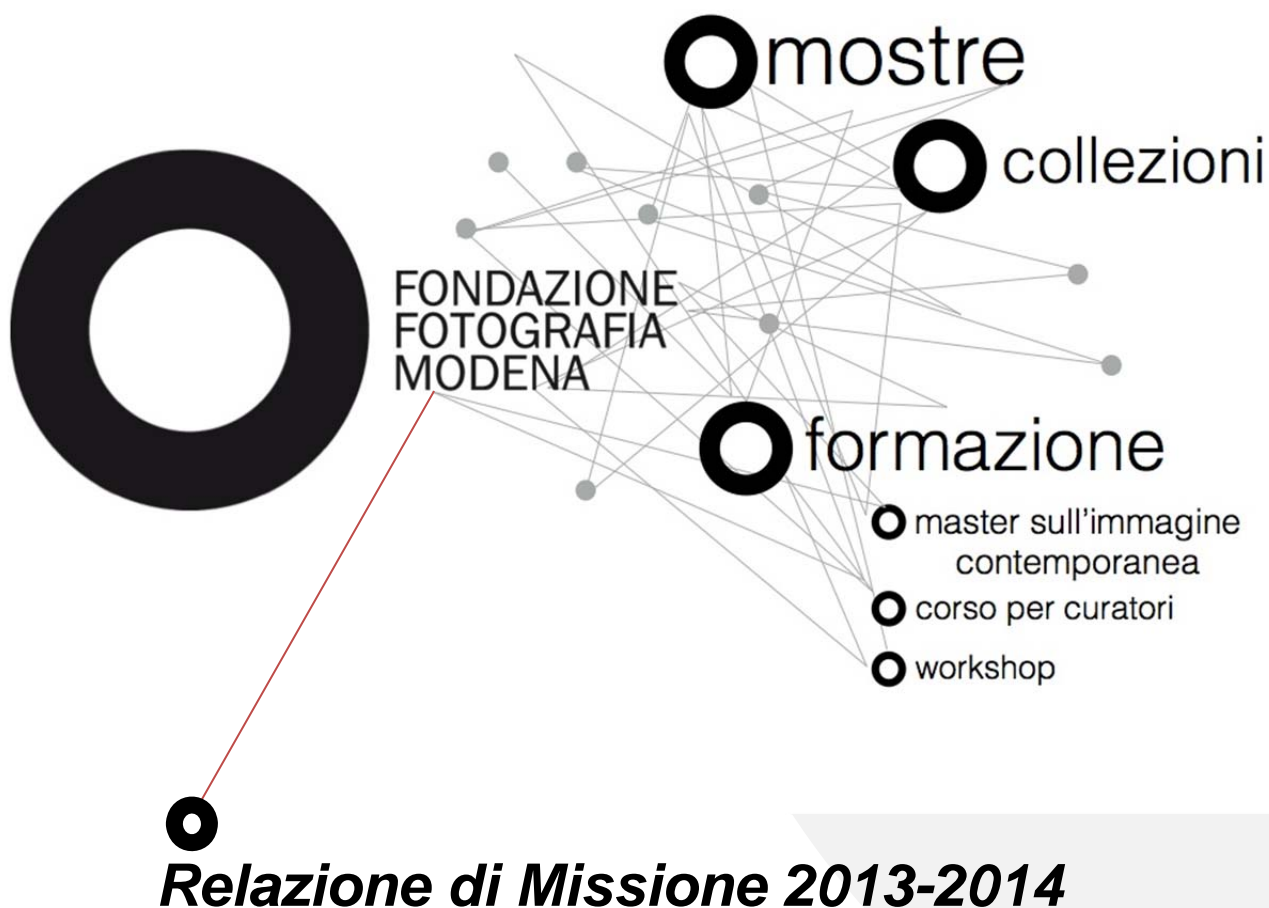 mostre
collezioni
FONDAZIONE
FOTOGRAFIA
MODENA
formazione
master sull'immagine
contemporanea
corso per curatori
workshop
Relazione di Missione 2013-2014